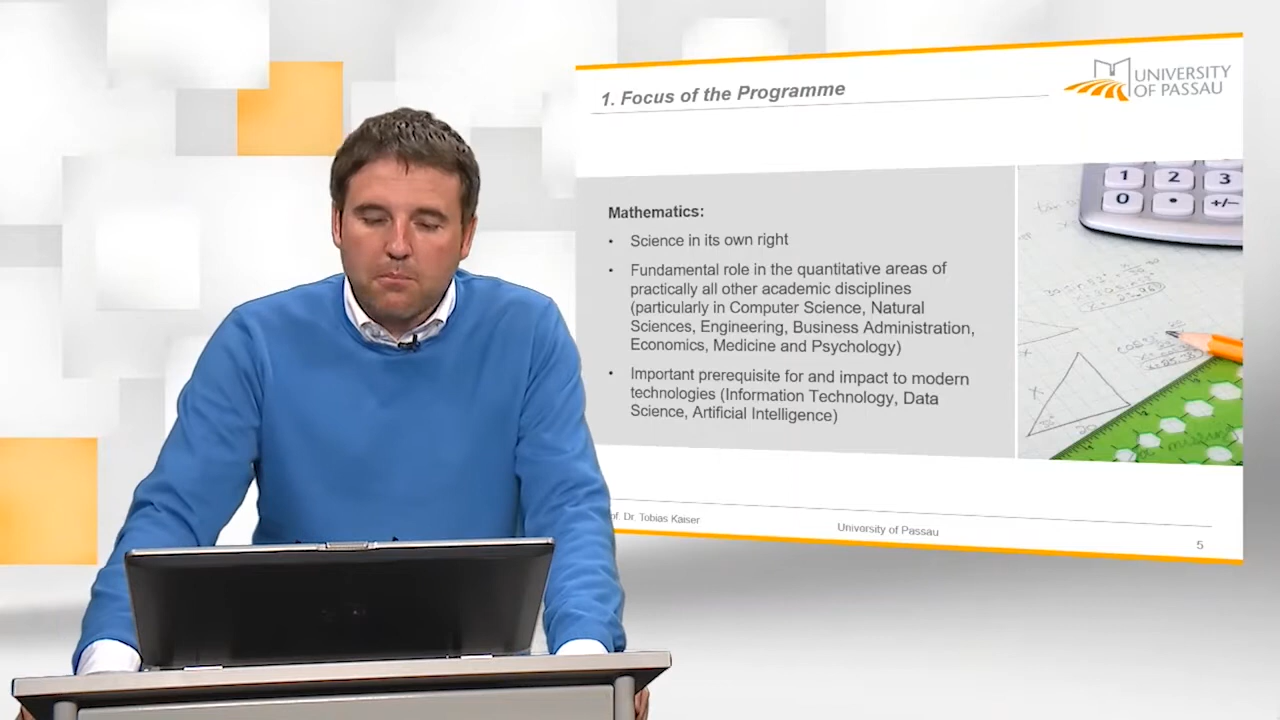 1. Focus of the Programme
UNIVERSITY
OF PASSAU
Mathematics:
• Science in its own right
• Fundamental role in the quantitative areas of
practically all other academic disciplines
(particularly in Computer Science, Natural
Sciences, Engineering, Business Administration,
Economics, Medicine and Psychology)
• Important prerequisite for and impact to modern
technologies (Information Technology, Data
Science, Artificial Intelligence)
1 2 3
0 • +/−
Dr. Tobias Kaiser
University of Passau
5